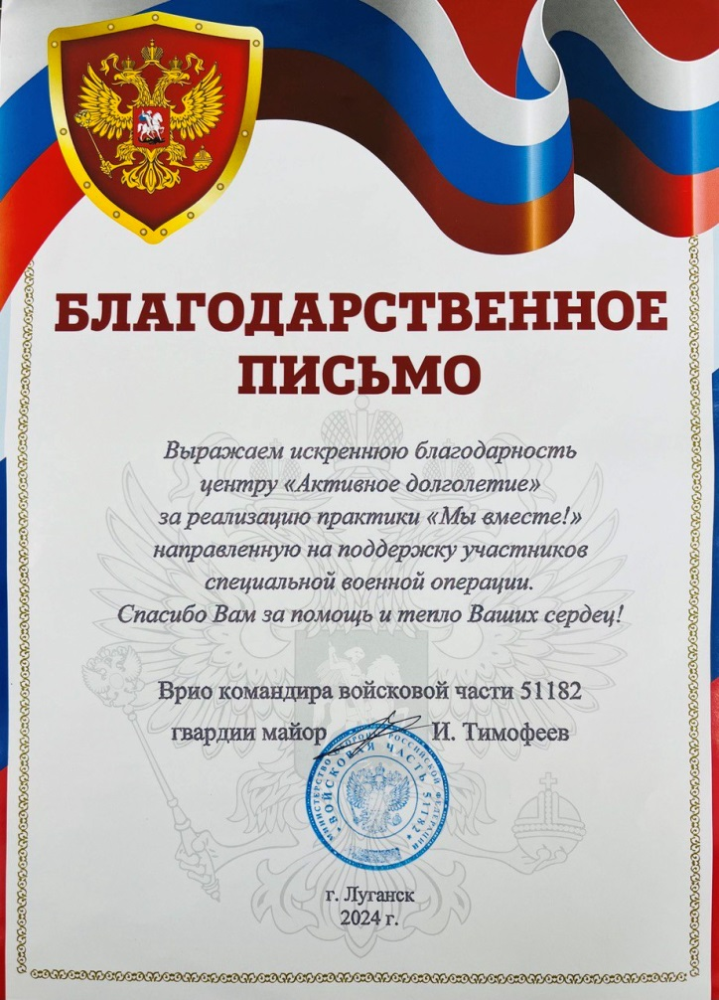 БЛАГОДАРСТВЕННОЕ
ПИСЬМО
Выражаем искреннюю благодарность
центру «Активное долголетие»
за реализацию практики «Мы вместе!»
направленную на поддержку участников
специальной военной операции.
Спасибо Вам за помощь и тепло Ваших сердец!
Врио командира войсковой части 51182
гвардии майор И. Тимофеев
МИНИСТЕРСТВО ОБОРОНЫ РОССИЙСКОЙ ФЕДЕРАЦИИ
ВОЙСКОВАЯ ЧАСТЬ 51182
г. Луганск
2024 г.